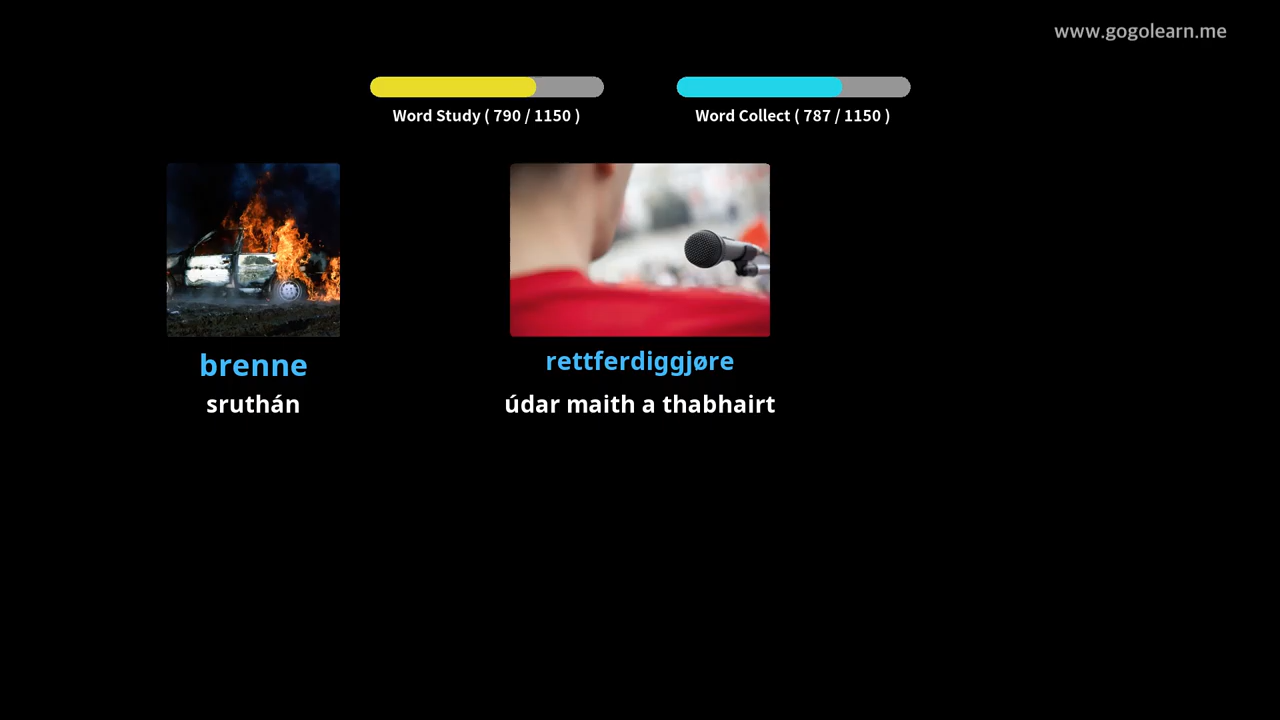 www.gogolearn.me
Word Study ( 790 / 1150 )
Word Collect ( 787 / 1150 )
brenne
sruthán
rettferdiggjøre
údar maith a thabhairt